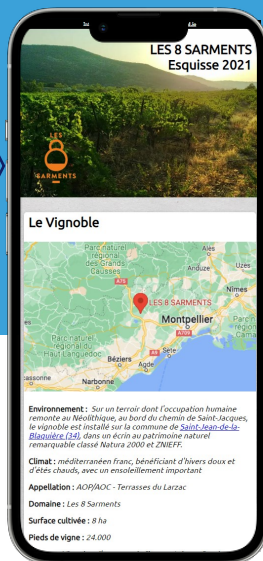 LES 8 SARMENTS
Esquisse 2021
LES
8
SARMENTS
Le Vignoble
Parc naturel
régional
des Grands
Causses
Ales
Anduze
Uzes
A75
Nîmes
LES 8 SARMENTS
Montpellier
A709
Parc naturel
régional du
Haut-Languedoc
Sète
Béziers
Agde
Narbonne
Environnement : Sur un terroir dont l'occupation humaine
remonte au Néolithique, au bord du chemin de Saint-Jacques,
le vignoble est installé sur la commune de Saint-Jean-de-la-
Blaquière (34), dans un écrin au patrimoine naturel
remarquable classé Natura 2000 et ZNIEFF.
Climat : méditerranéen franc, bénéficiant d'hivers doux et
d'étés chauds, avec un ensoleillement important
Appellation : AOP/AOC - Terrasses du Larzac
Domaine : Les 8 Sarments
Surface cultivée : 8 ha
Pieds de vigne : 24.000